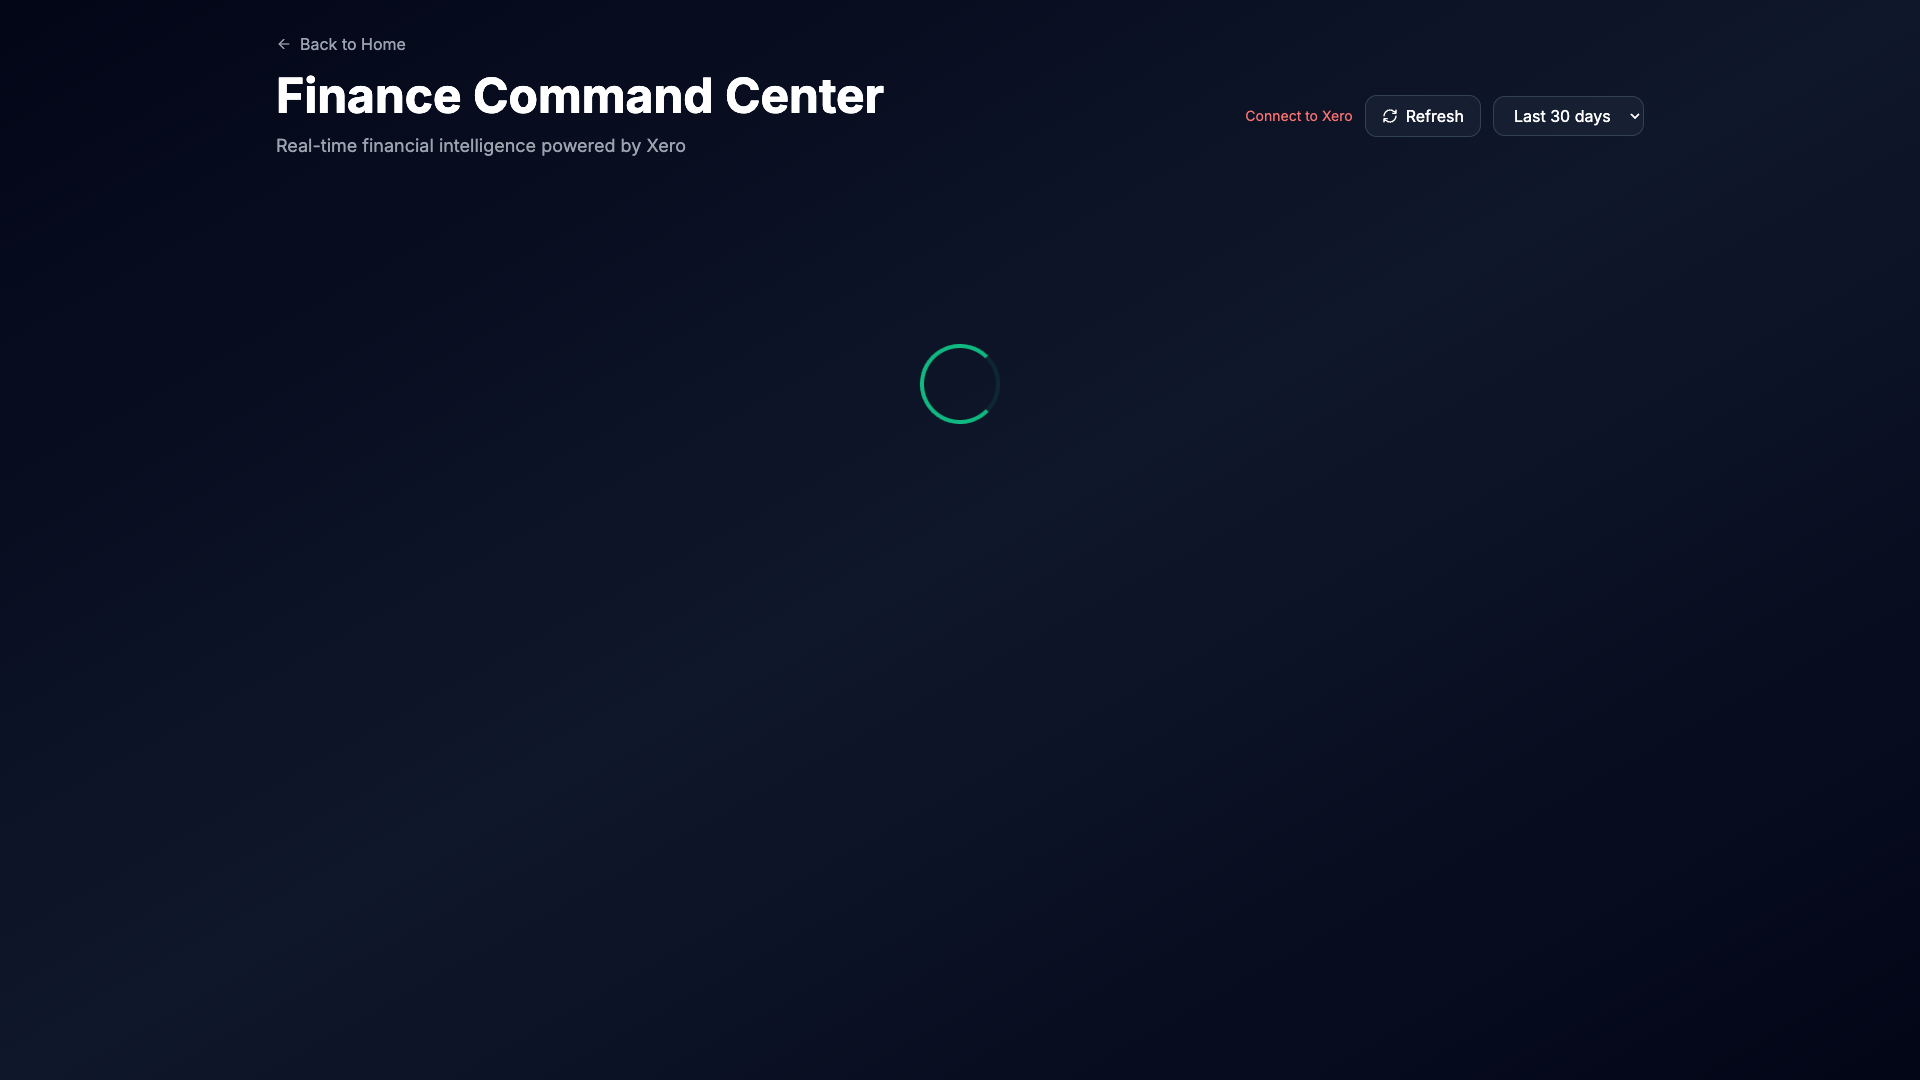 Back to Home
Finance Command Center
Real-time financial intelligence powered by Xero
Connect to Xero
Refresh
Last 30 days